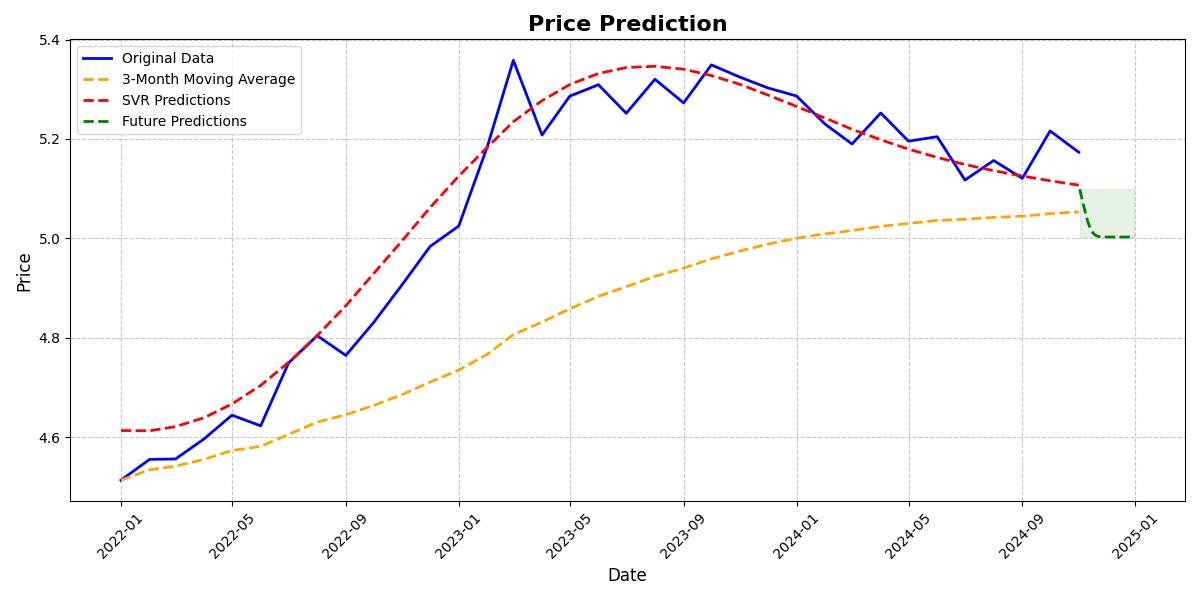 Price Prediction
Original Data
3-Month Moving Average
SVR Predictions
Future Predictions
5.4
5.2
5.0
4.8
4.6
Price
2022-01
2022-05
2022-09
2023-01
2023-05
2023-09
2024-01
2024-05
2024-09
2025-01
Date